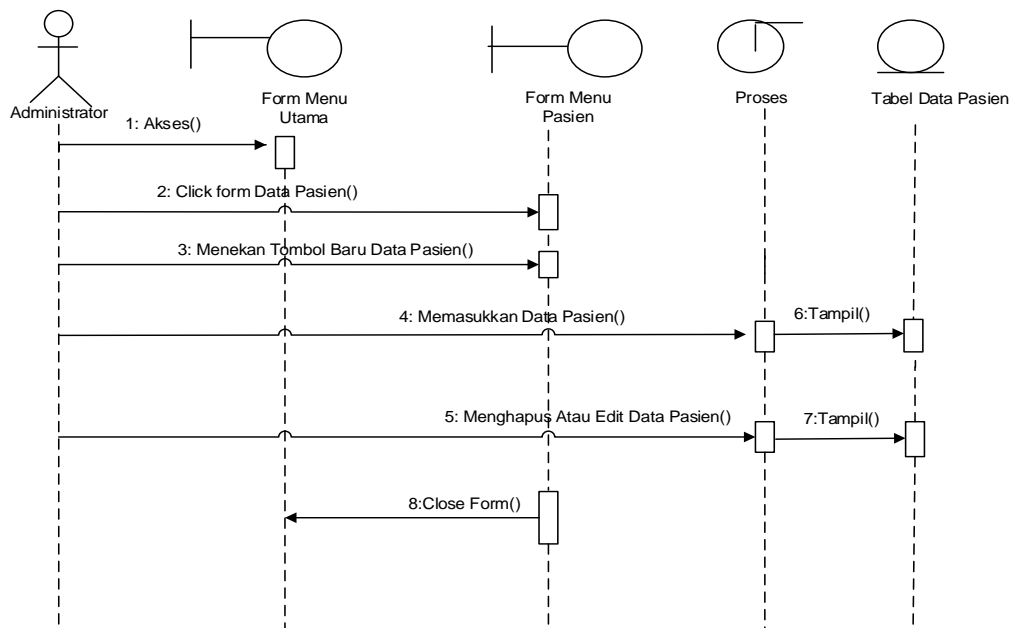 Administrator
Form Menu
Utama
Form Menu
Pasien
Proses
Tabel Data Pasien
1: Akses()
2: Click form Data Pasien()
3: Menekan Tombol Baru Data Pasien()
4: Memasukkan Data Pasien()
6:Tampil()
5: Menghapus Atau Edit Data Pasien()
7:Tampil()
8:Close Form()